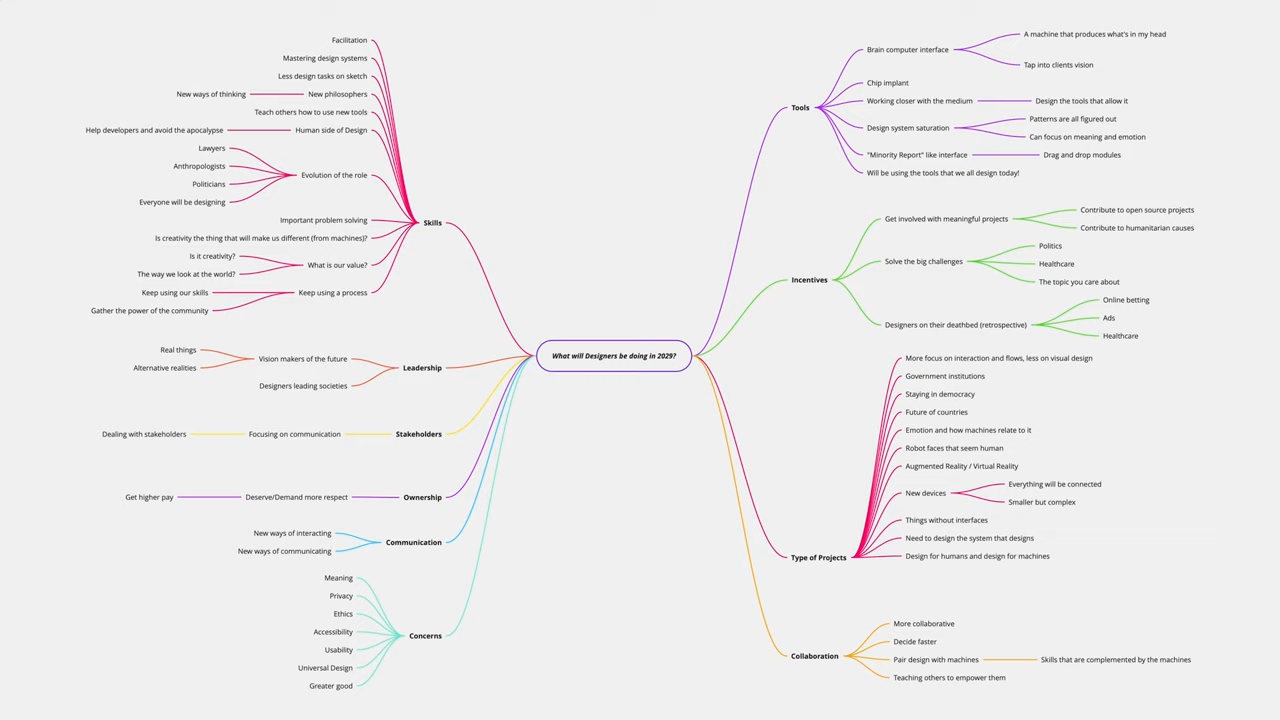 What will Designers be doing in 2029?
Skills
Facilitation
Mastering design systems
Less design tasks on sketch
New philosophers
New ways of thinking
Teach others how to use new tools
Human side of Design
Help developers and avoid the apocalypse
Evolution of the role
Lawyers
Anthropologists
Politicians
Everyone will be designing
Important problem solving
Is creativity the thing that will make us different (from machines)?
What is our value?
Is it creativity?
The way we look at the world?
Keep using a process
Keep using our skills
Gather the power of the community
Leadership
Vision makers of the future
Real things
Alternative realities
Designers leading societies
Stakeholders
Focusing on communication
Dealing with stakeholders
Ownership
Deserve/Demand more respect
Get higher pay
Communication
New ways of interacting
New ways of communicating
Concerns
Meaning
Privacy
Ethics
Accessibility
Usability
Universal Design
Greater good
Tools
Brain computer interface
A machine that produces what's in my head
Tap into clients vision
Chip implant
Working closer with the medium
Design the tools that allow it
Design system saturation
Patterns are all figured out
Can focus on meaning and emotion
"Minority Report" like interface
Drag and drop modules
Will be using the tools that we all design today!
Incentives
Get involved with meaningful projects
Contribute to open source projects
Contribute to humanitarian causes
Solve the big challenges
Politics
Healthcare
The topic you care about
Designers on their deathbed (retrospective)
Online betting
Ads
Healthcare
Type of Projects
More focus on interaction and flows, less on visual design
Government institutions
Staying in democracy
Future of countries
Emotion and how machines relate to it
Robot faces that seem human
Augmented Reality / Virtual Reality
New devices
Everything will be connected
Smaller but complex
Things without interfaces
Need to design the system that designs
Design for humans and design for machines
Collaboration
More collaborative
Decide faster
Pair design with machines
Skills that are complemented by the machines
Teaching others to empower them